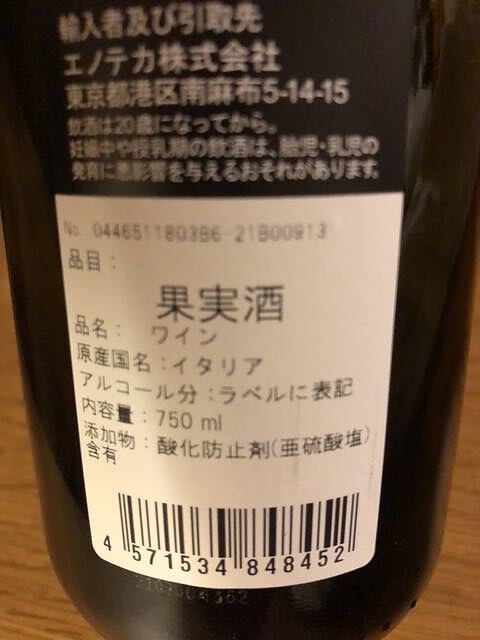 輸入者及び引取先
エノテカ株式会社
東京都港区南麻布5-14-15
飲酒は20歳になってから。
妊娠中や授乳期の飲酒は、胎児・乳児の
発育に悪影響を与えるおそれがあります。
No. 0446511803B6-21B00913
品目：
果実酒
品名： ワイン
原産国名：イタリア
アルコール分：ラベルに表記
内容量：750 ml
添加物：酸化防止剤(亜硫酸塩)
含有
4 571534 848452